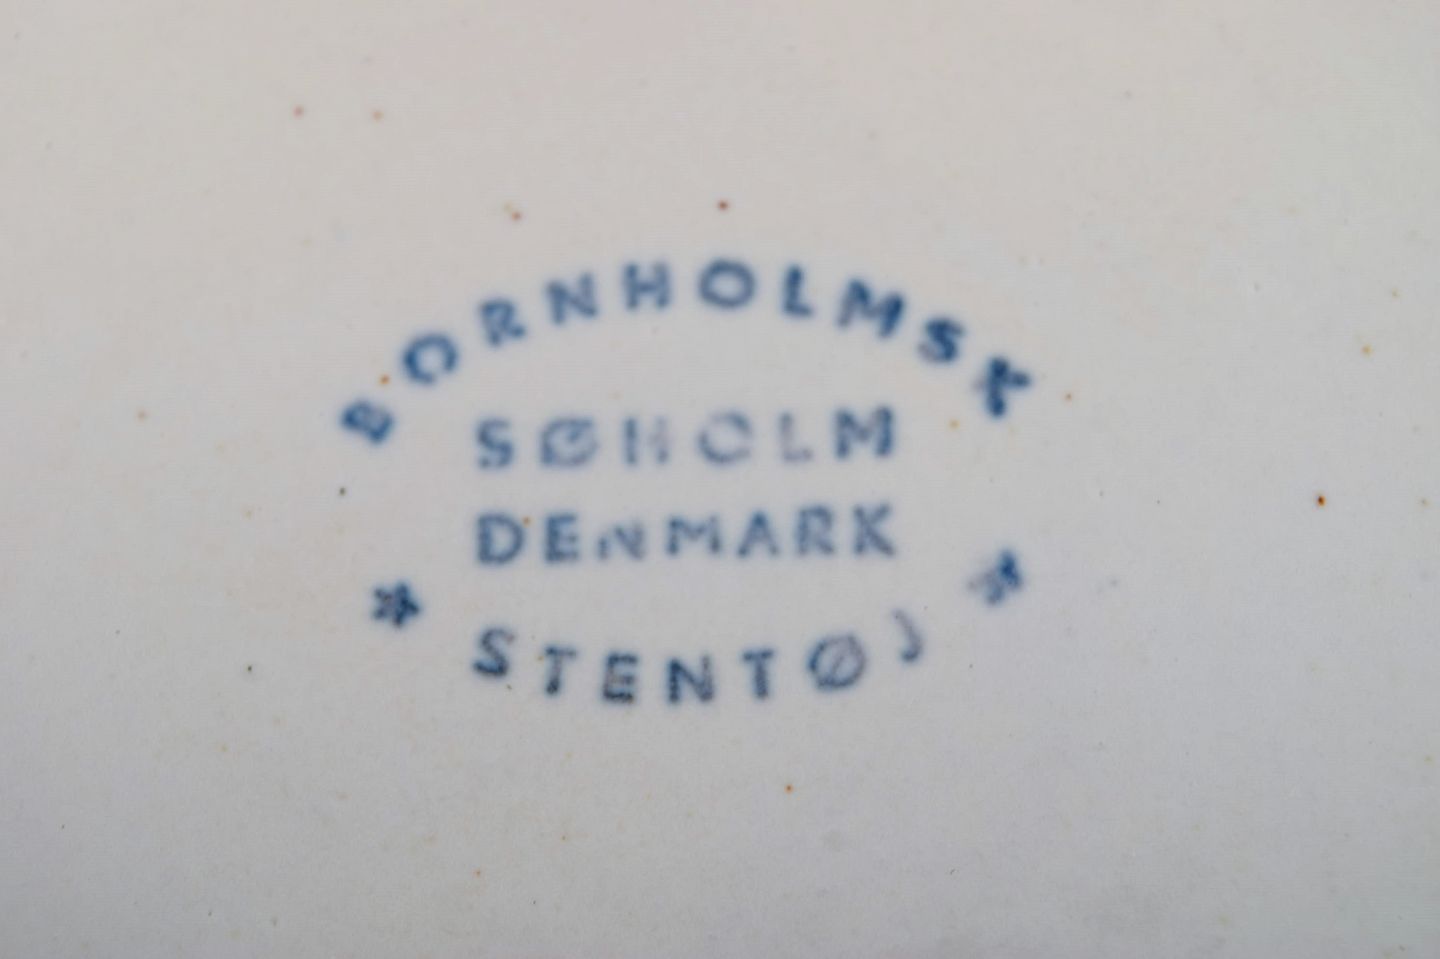 BORNHOLMSK
SØHOLM
DENMARK
* STENTØJ *